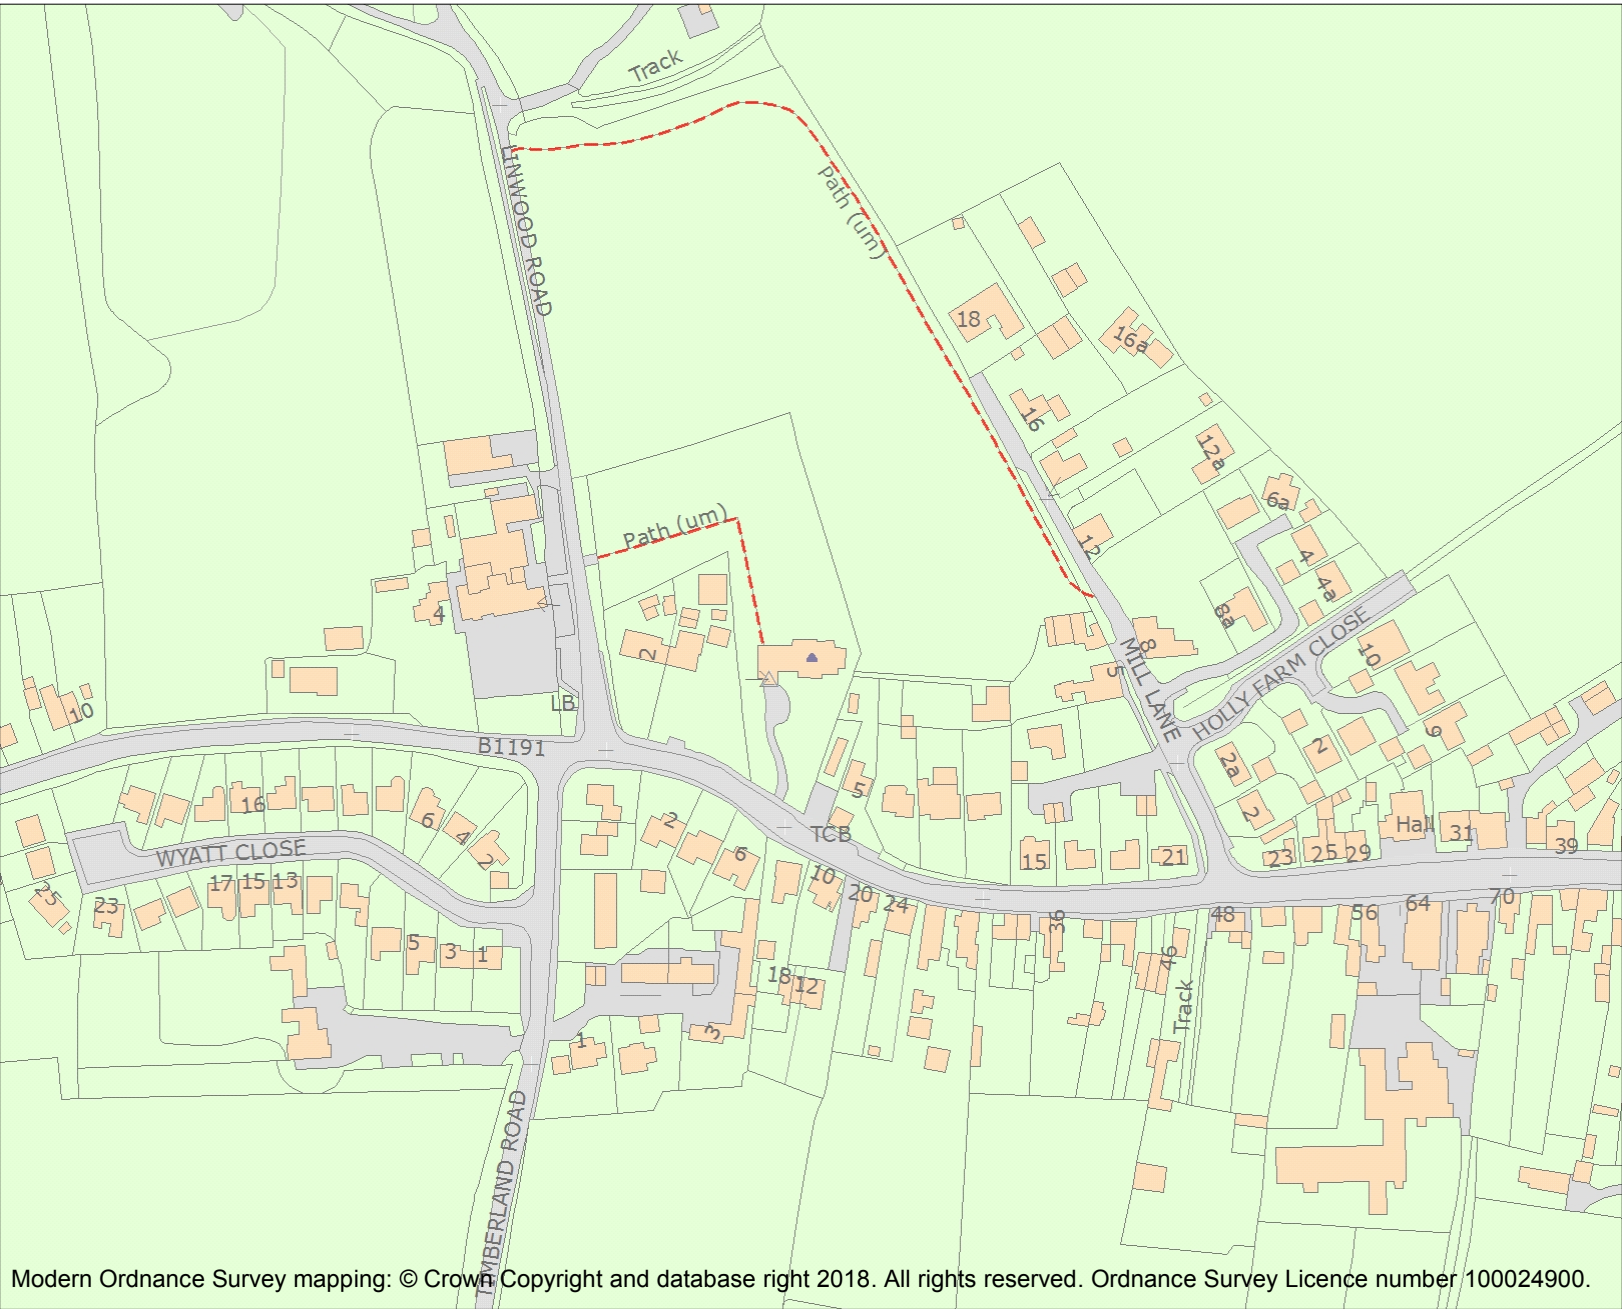 Track
LINWOOD ROAD
Path (um)
18
16a
16
12a
6a
Path (um)
12
4
4a
8a
4
2
8
5
MILL LANE
HOLLY FARM CLOSE
10
10
LB
B1191
9
2
2a
2
16
6
4
2
5
2
TCB
Hall
31
39
WYATT CLOSE
6
15
21
23
25
29
17
15
13
25
23
10
20
24
36
48
56
64
70
5
3
1
46
18
12
Track
1
3
TIMBERLAND ROAD
Modern Ordnance Survey mapping: © Crown Copyright and database right 2018. All rights reserved. Ordnance Survey Licence number 100024900.